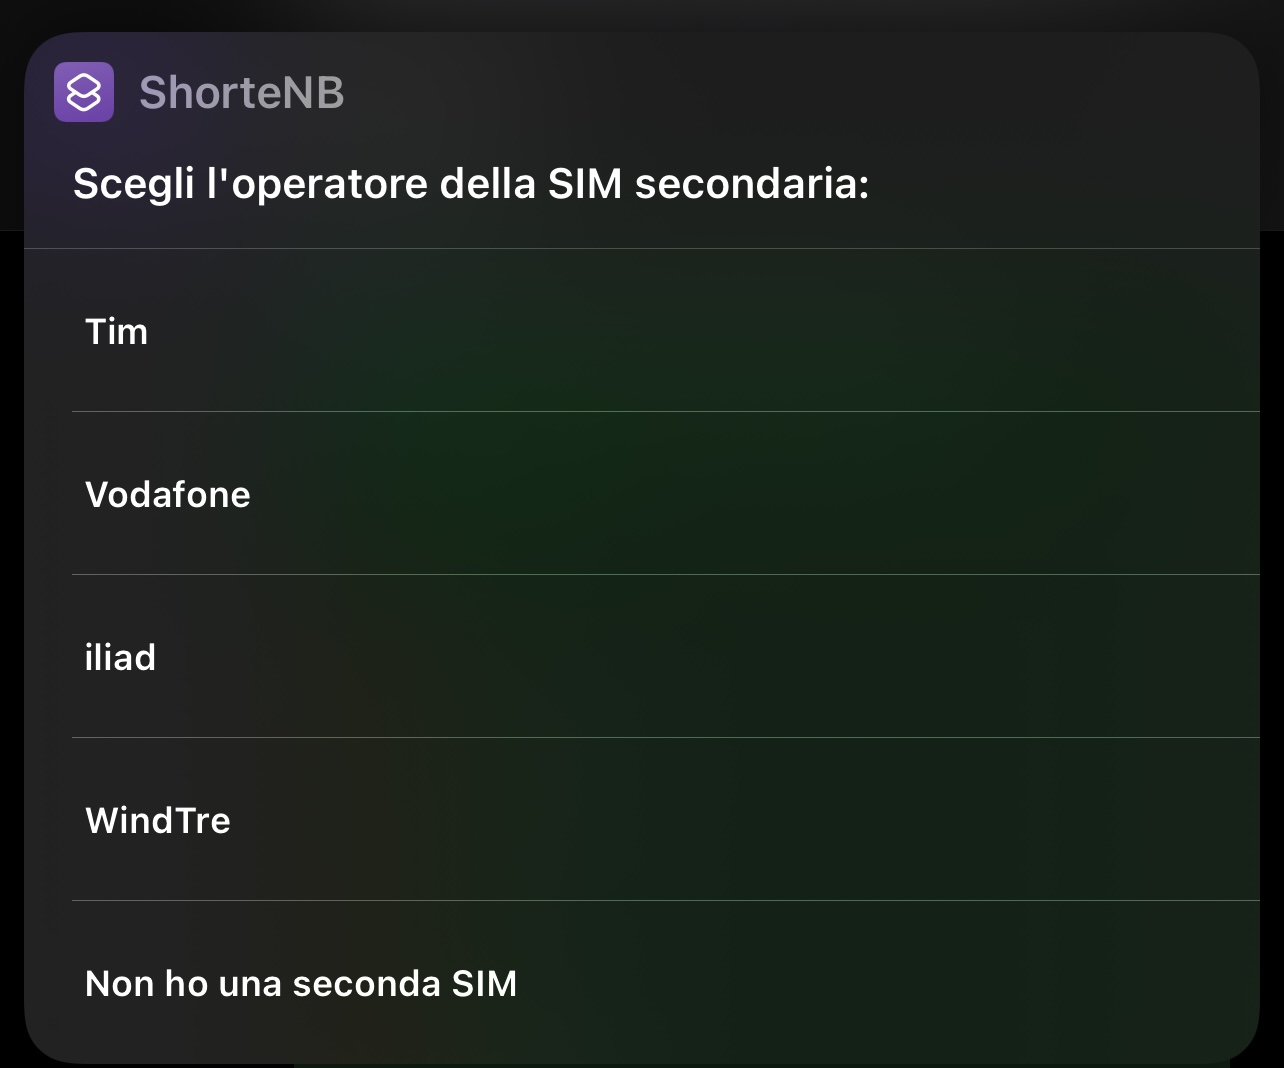 ShorteNB
Scegli l'operatore della SIM secondaria:
Tim
Vodafone
iliad
WindTre
Non ho una seconda SIM